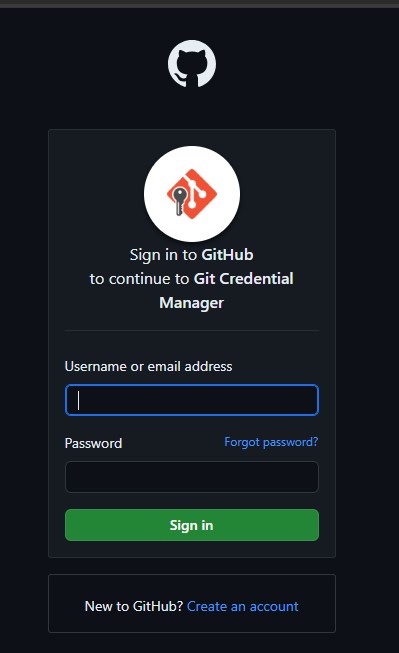 Sign in to GitHub
to continue to Git Credential
Manager
Username or email address
Password Forgot password?
Sign in
New to GitHub? Create an account